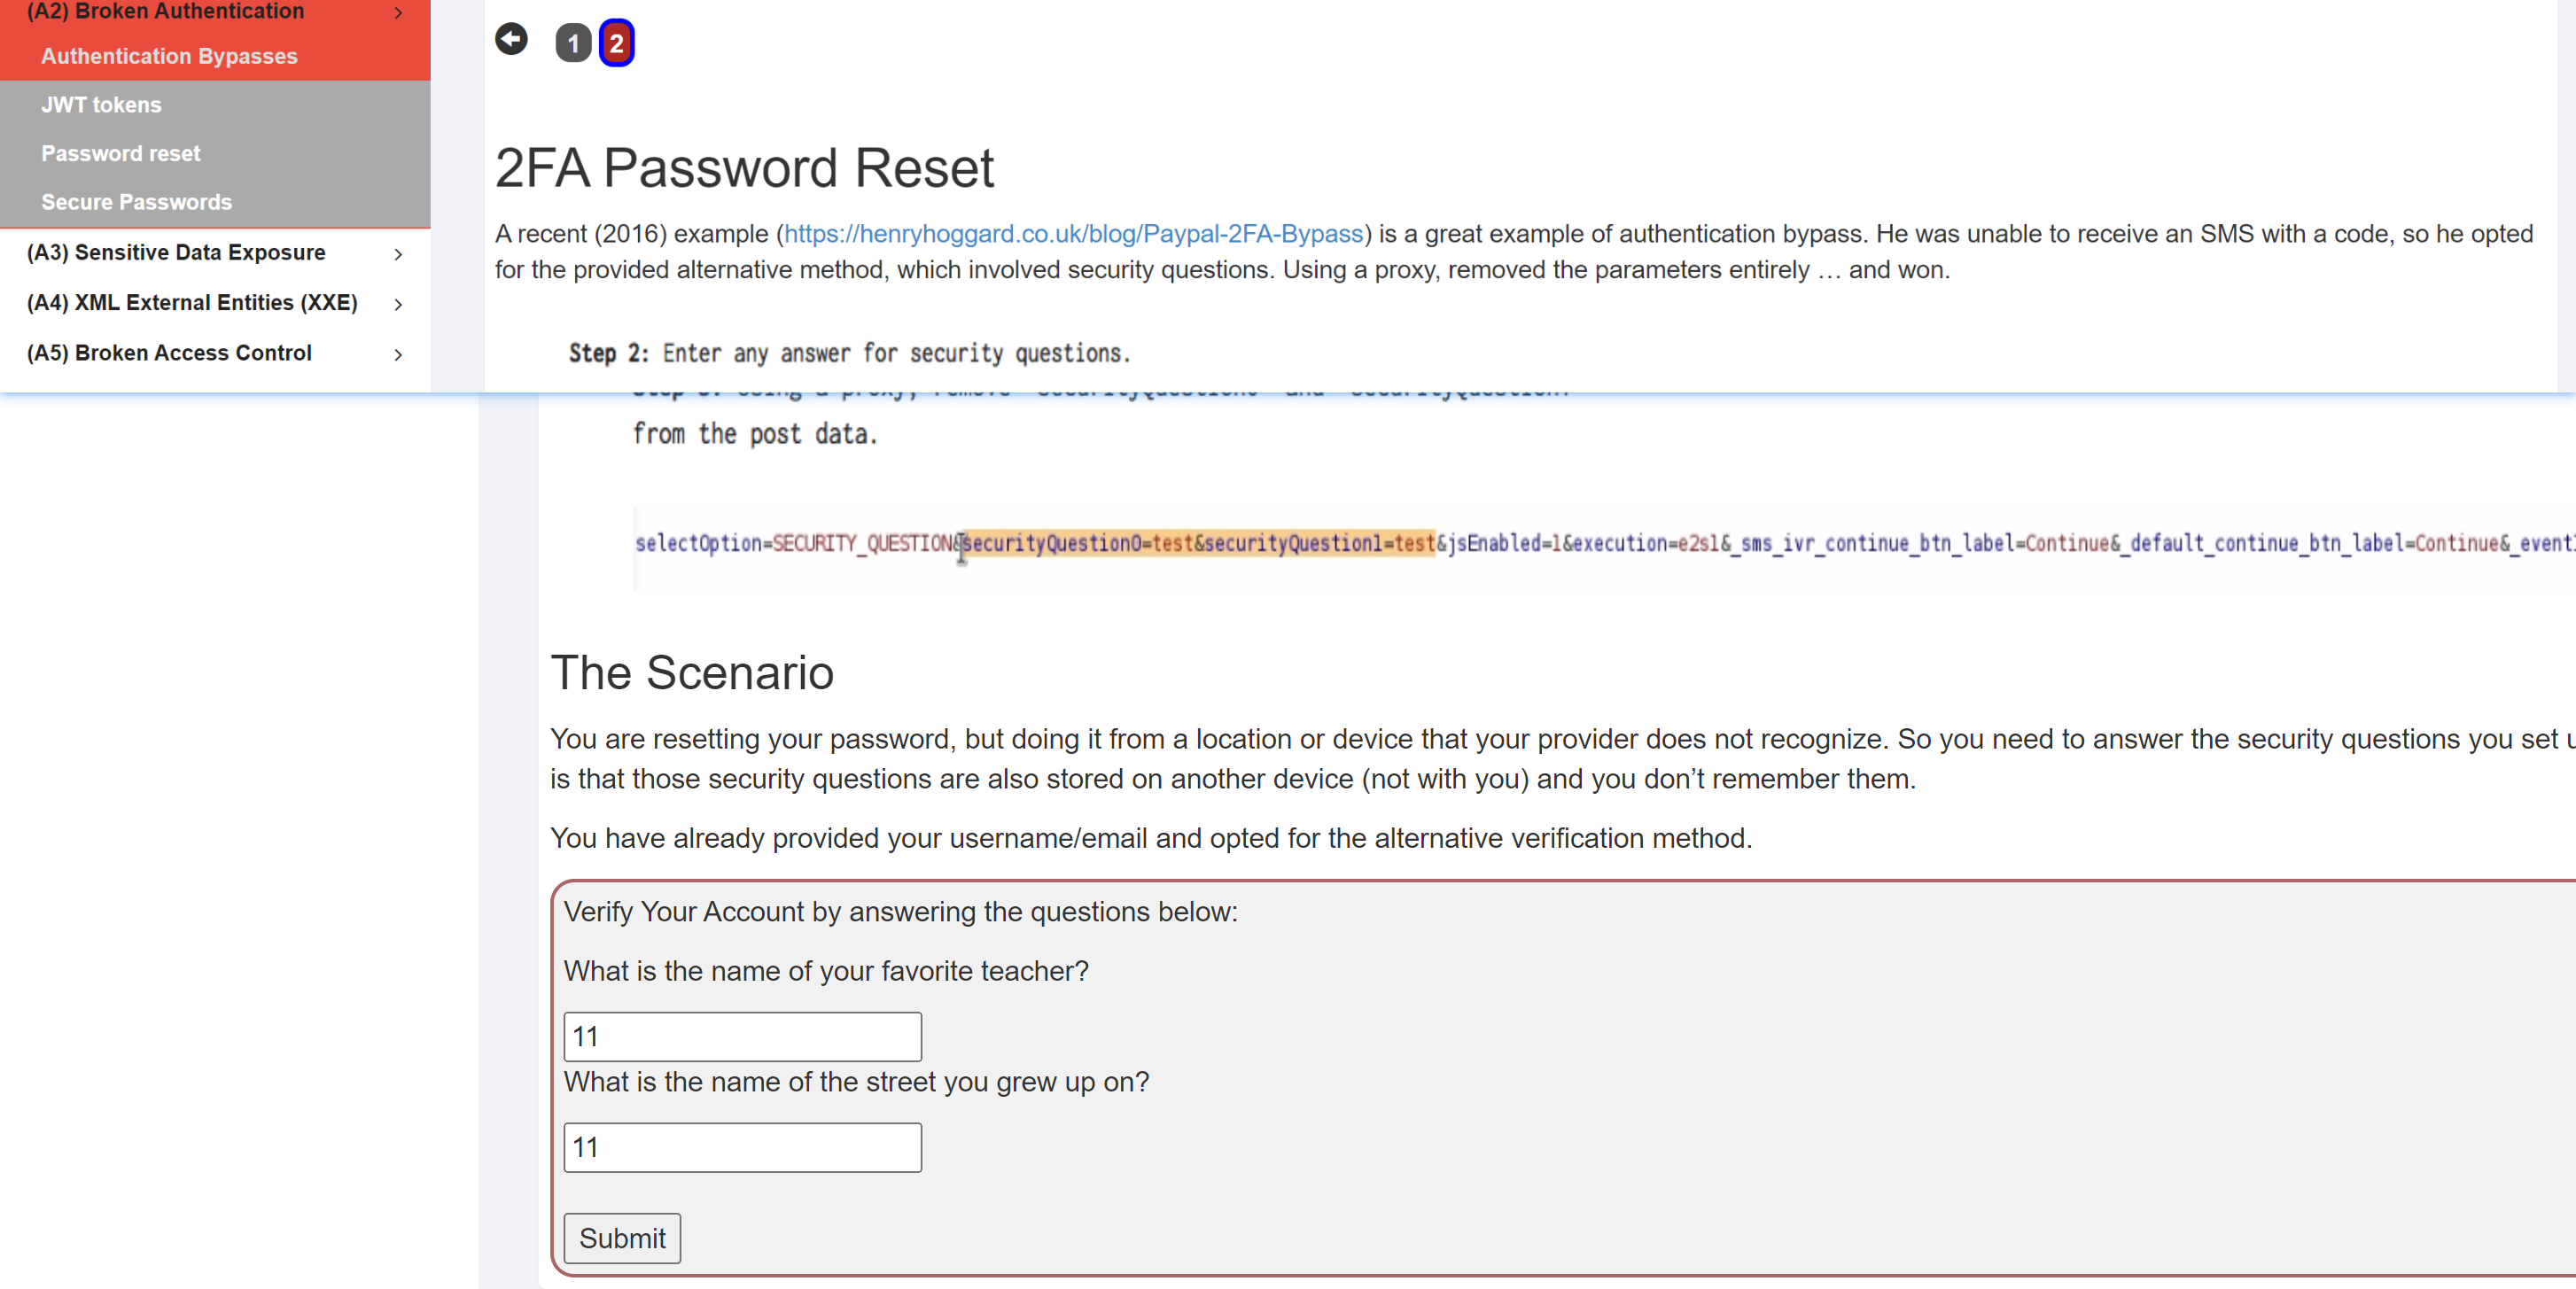 (A2) Broken Authentication
Authentication Bypasses
JWT tokens
Password reset
Secure Passwords
(A3) Sensitive Data Exposure
(A4) XML External Entities (XXE)
(A5) Broken Access Control
1 2
2FA Password Reset
A recent (2016) example (https://henryhoggard.co.uk/blog/Paypal-2FA-Bypass) is a great example of authentication bypass. He was unable to receive an SMS with a code, so he opted
for the provided alternative method, which involved security questions. Using a proxy, removed the parameters entirely … and won.
Step 2: Enter any answer for security questions.
from the post data.
selectOption=SECURITY_QUESTION&securityQuestion0=test&securityQuestion1=test&jsEnabled=1&execution=e2s1&_sms_ivr_continue_btn_label=Continue&_default_continue_btn_label=Continue&_event
The Scenario
You are resetting your password, but doing it from a location or device that your provider does not recognize. So you need to answer the security questions you set
is that those security questions are also stored on another device (not with you) and you don’t remember them.
You have already provided your username/email and opted for the alternative verification method.
Verify Your Account by answering the questions below:
What is the name of your favorite teacher?
11
What is the name of the street you grew up on?
11
Submit